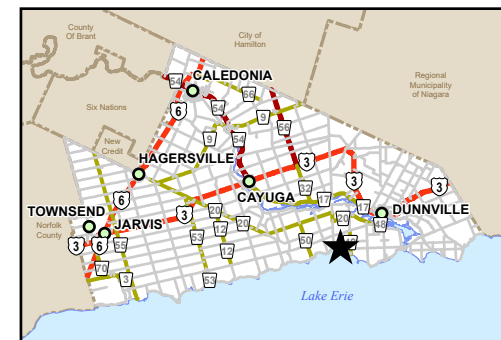 County
Of Brant
City of
Hamilton
Regional
Municipality
of Niagara
Six Nations
New
Credit
Norfolk
County
CALEDONIA
HAGERSVILLE
CAYUGA
TOWNSEND
JARVIS
DUNNVILLE
Lake Erie
54
6
54
66
9
9
56
54
3
3
3
32
17
17
6
3
20
20
20
12
12
53
53
50
48
3
6
55
70
3